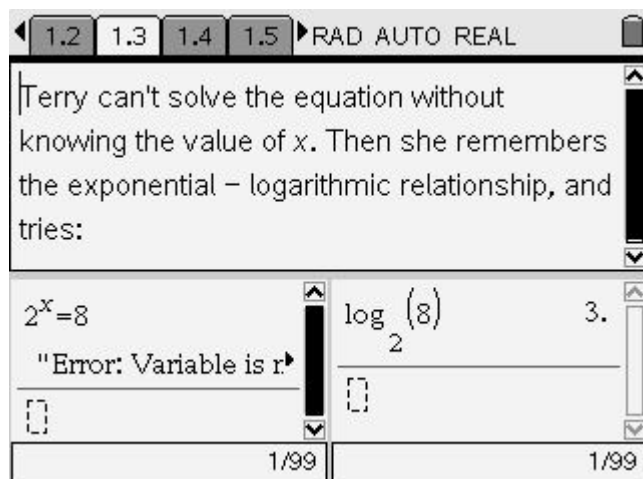 1.2 1.3 1.4 1.5 RAD AUTO REAL
Terry can't solve the equation without
knowing the value of x. Then she remembers
the exponential – logarithmic relationship, and
tries:
2^x=8
"Error: Variable is r
1/99
log₂(8) 3.
1/99